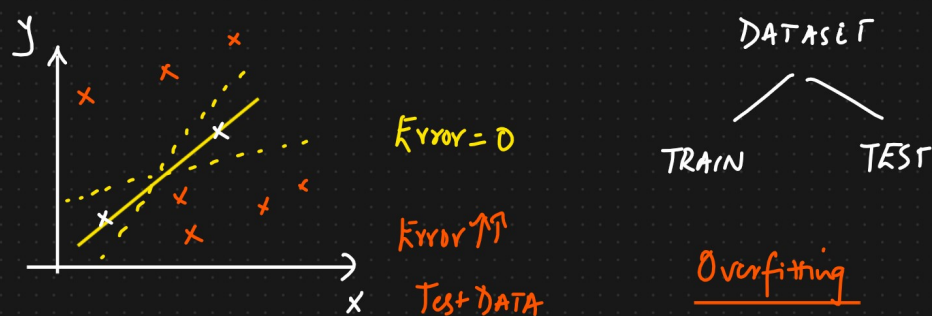 y
x
Error = 0
Error ↑↑
Test DATA
DATASET
TRAIN
TEST
Overfitting